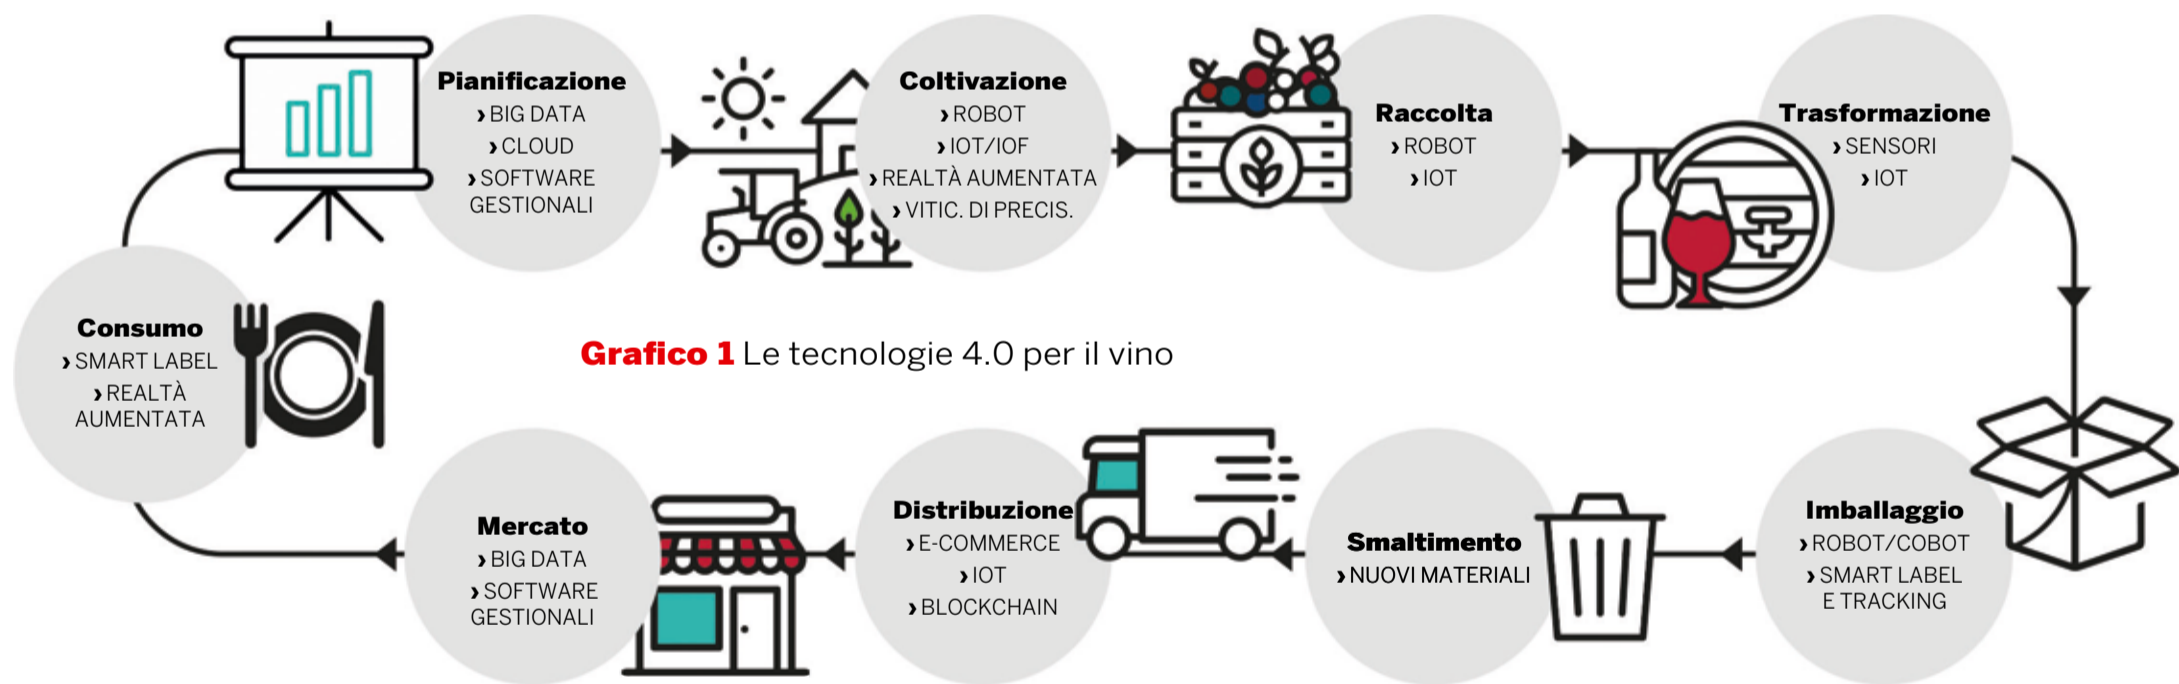 Pianificazione
› BIG DATA
› CLOUD
› SOFTWARE
GESTIONALI
Coltivazione
› ROBOT
› IOT/IOF
› REALTÀ AUMENTATA
› VITIC. DI PRECIS.
Raccolta
› ROBOT
› IOT
Trasformazione
› SENSORI
› IOT
Grafico 1 Le tecnologie 4.0 per il vino
Imballaggio
› ROBOT/COBOT
› SMART LABEL
E TRACKING
Smaltimento
› NUOVI MATERIALI
Distribuzione
› E-COMMERCE
› IOT
› BLOCKCHAIN
Mercato
› BIG DATA
› SOFTWARE
GESTIONALI
Consumo
› SMART LABEL
› REALTÀ
AUMENTATA